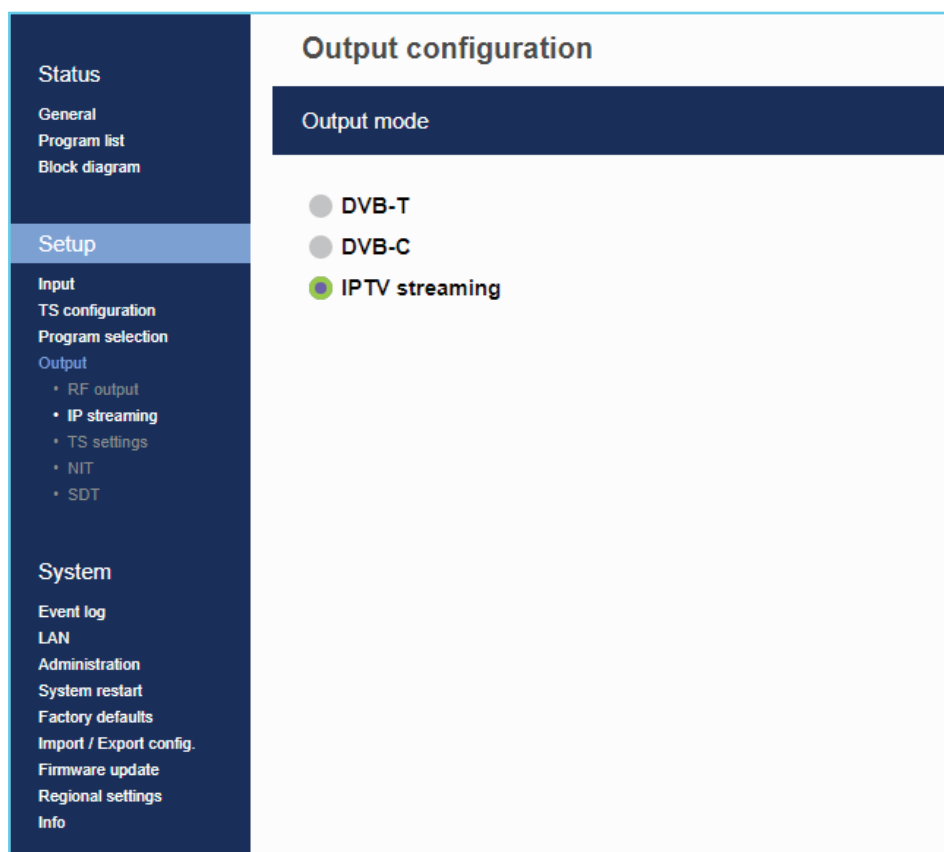 Status
General
Program list
Block diagram
Setup
Input
TS configuration
Program selection
Output
• RF output
• IP streaming
• TS settings
• NIT
• SDT
System
Event log
LAN
Administration
System restart
Factory defaults
Import / Export config.
Firmware update
Regional settings
Info
Output configuration
Output mode
DVB-T
DVB-C
IPTV streaming